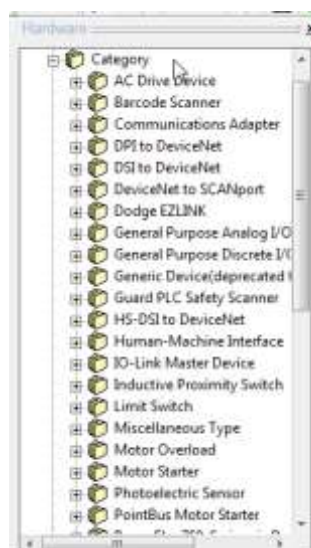 Hardware
Category
AC Drive Device
Barcode Scanner
Communications Adapter
DPI to DeviceNet
DSI to DeviceNet
DeviceNet to SCANport
Dodge EZLINK
General Purpose Analog I/O
General Purpose Discrete I/O
Generic Device(deprecated
Guard PLC Safety Scanner
HS-DSI to DeviceNet
Human-Machine Interface
IO-Link Master Device
Inductive Proximity Switch
Limit Switch
Miscellaneous Type
Motor Overload
Motor Starter
Photoelectric Sensor
PointBus Motor Starter